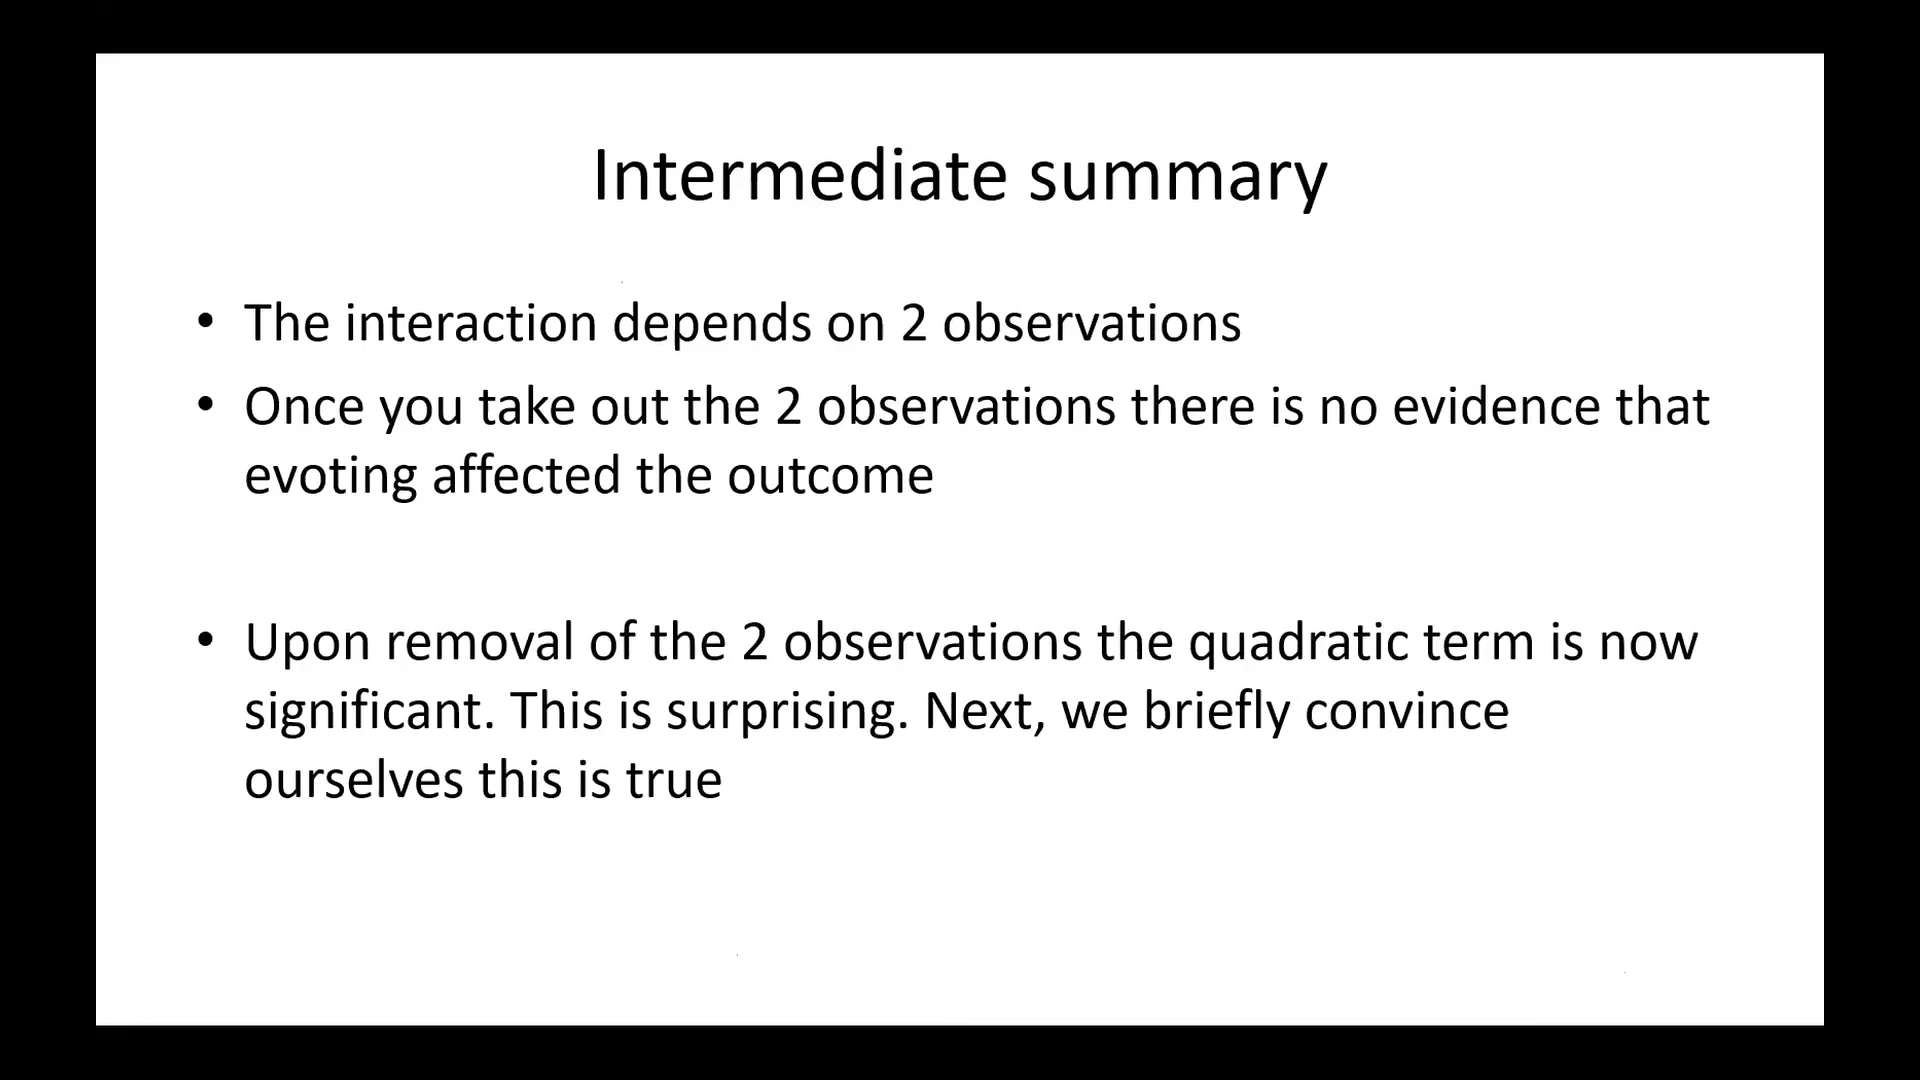 Intermediate summary
• The interaction depends on 2 observations
• Once you take out the 2 observations there is no evidence that
evoting affected the outcome
• Upon removal of the 2 observations the quadratic term is now
significant. This is surprising. Next, we briefly convince
ourselves this is true